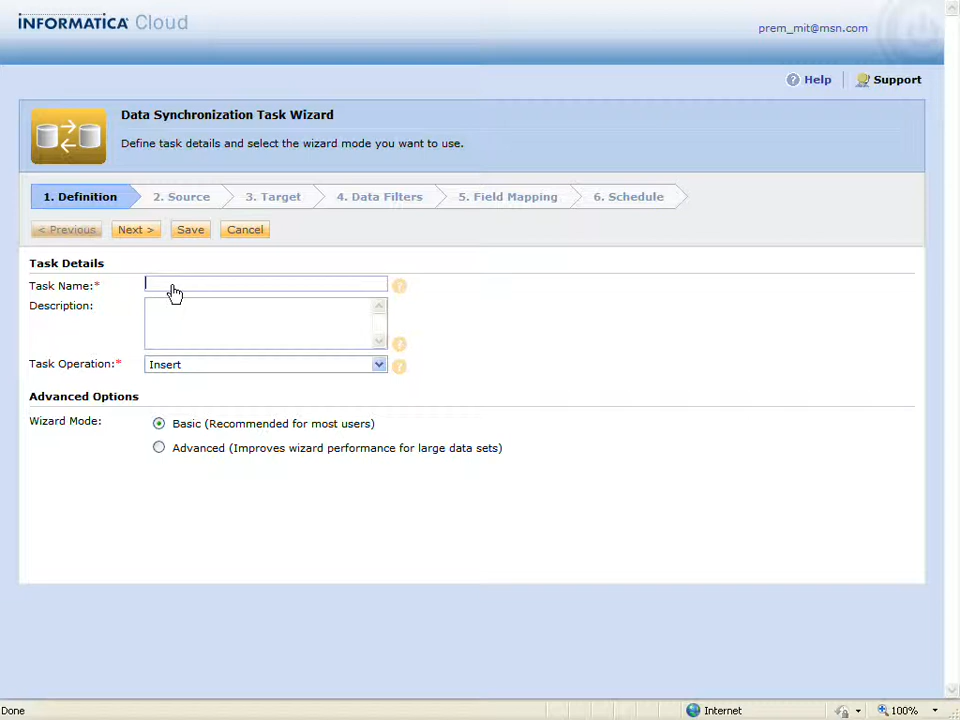 INFORMATICA Cloud
prem_mit@msn.com
? Help
Support
Data Synchronization Task Wizard
Define task details and select the wizard mode you want to use.
1. Definition
2. Source
3. Target
4. Data Filters
5. Field Mapping
6. Schedule
< Previous
Next >
Save
Cancel
Task Details
Task Name:*
?
Description:
?
Task Operation:*
Insert
?
Advanced Options
Wizard Mode:
Basic (Recommended for most users)
Advanced (Improves wizard performance for large data sets)
Done
Internet
100%